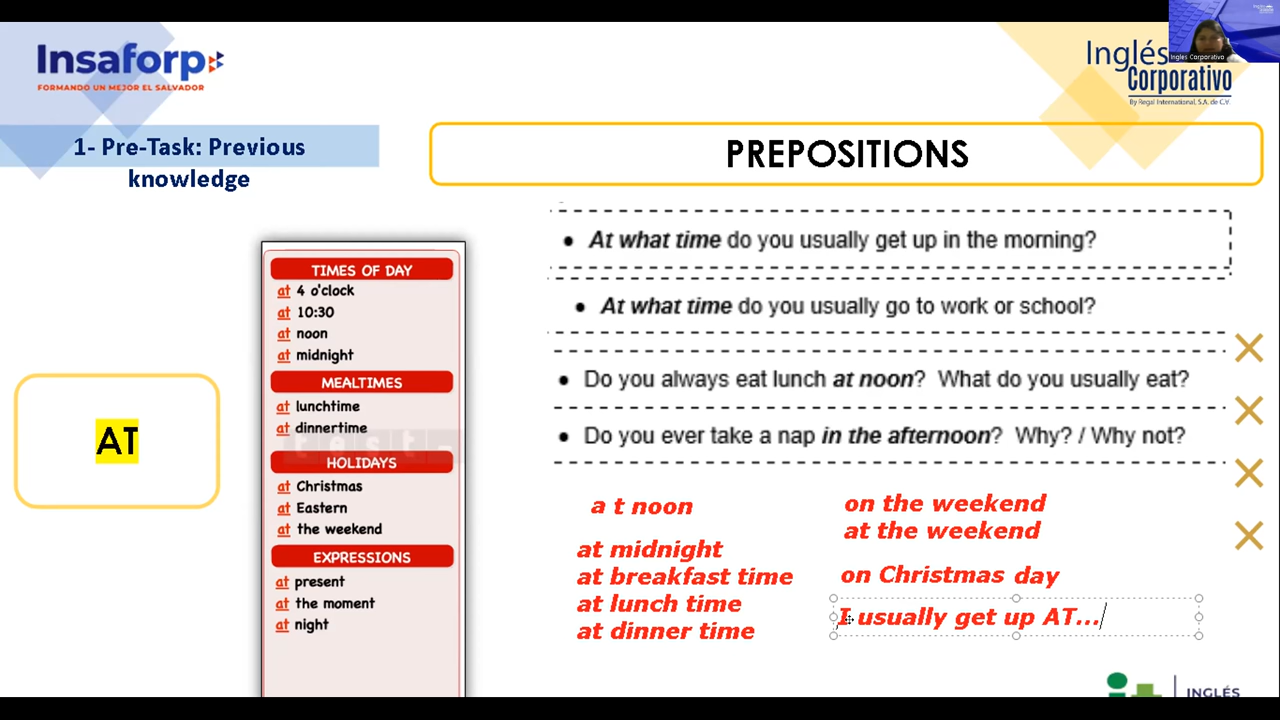 Insaforp
FORMANDO UN MEJOR EL SALVADOR
Inglés
Corporativo
By Regal International, S.A. de C.V.
Ingles Corporativo
1- Pre-Task: Previous
knowledge
PREPOSITIONS
AT
TIMES OF DAY
at 4 o'clock
at 10:30
at noon
at midnight
MEALTIMES
at lunchtime
at dinnertime
HOLIDAYS
at Christmas
at Eastern
at the weekend
EXPRESSIONS
at present
at the moment
at night
• At what time do you usually get up in the morning?
• At what time do you usually go to work or school?
• Do you always eat lunch at noon? What do you usually eat?
• Do you ever take a nap in the afternoon? Why? / Why not?
a t noon
at midnight
at breakfast time
at lunch time
at dinner time
on the weekend
at the weekend
on Christmas day
I usually get up AT...
INGLÉS